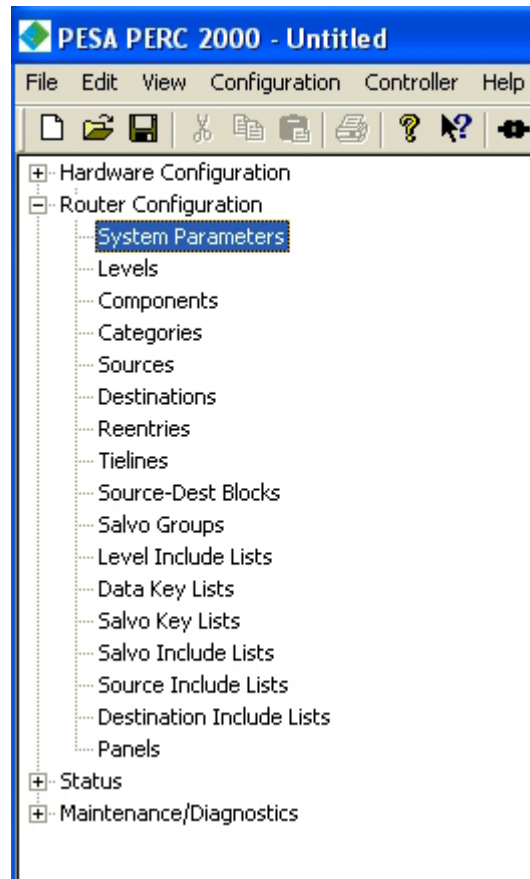 PESA PERC 2000 - Untitled
File Edit View Configuration Controller Help
Hardware Configuration
Router Configuration
System Parameters
Levels
Components
Categories
Sources
Destinations
Reentries
Tielines
Source-Dest Blocks
Salvo Groups
Level Include Lists
Data Key Lists
Salvo Key Lists
Salvo Include Lists
Source Include Lists
Destination Include Lists
Panels
Status
Maintenance/Diagnostics